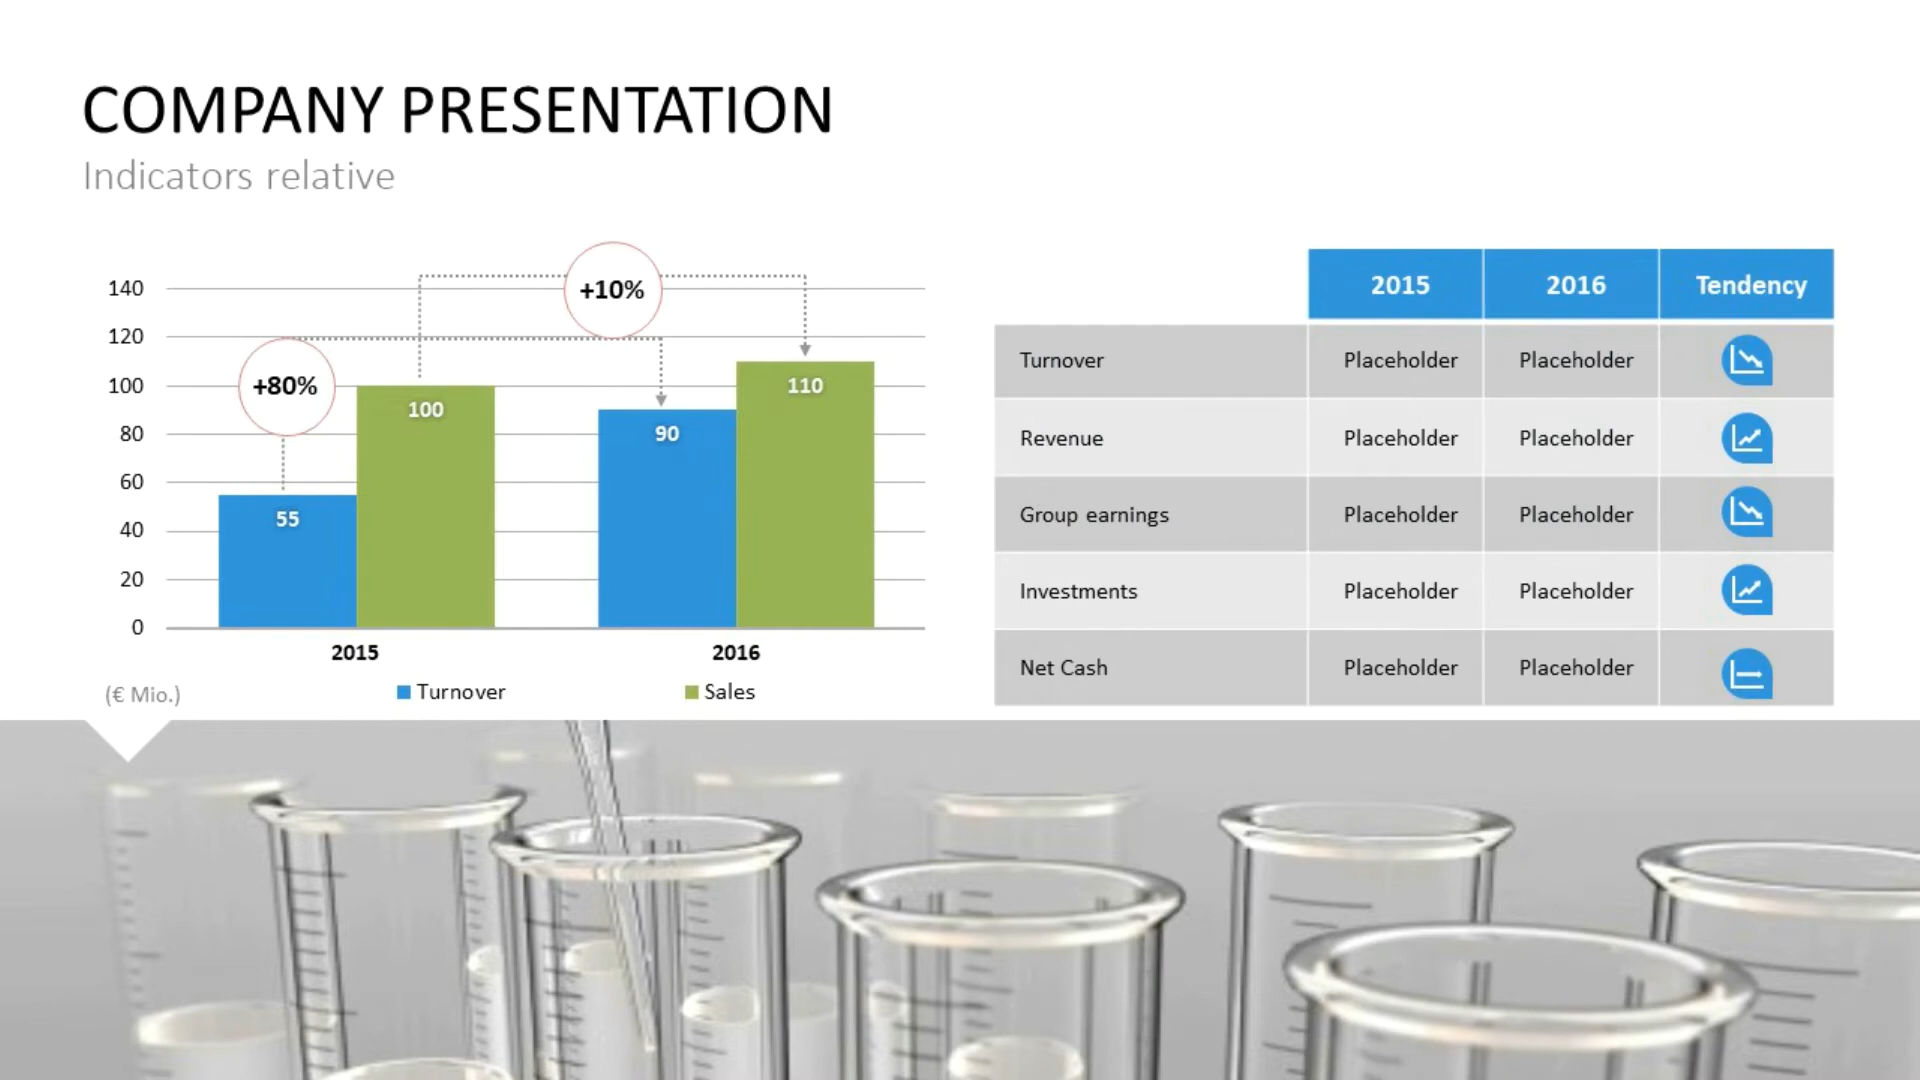 COMPANY PRESENTATION
Indicators relative
140
120
100
80
60
40
20
0
+80%
+10%
55
100
90
110
2015
2016
(€ Mio.)
Turnover
Sales
2015 2016 Tendency
Turnover Placeholder Placeholder
Revenue Placeholder Placeholder
Group earnings Placeholder Placeholder
Investments Placeholder Placeholder
Net Cash Placeholder Placeholder